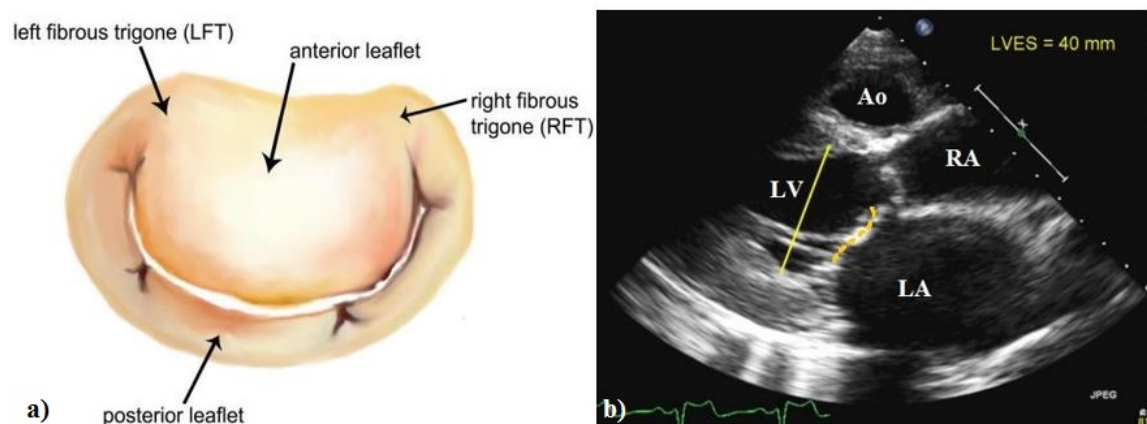 left fibrous trigone (LFT)
anterior leaflet
right fibrous
trigone (RFT)
posterior leaflet
a)
LVES = 40 mm
Ao
RA
LV
LA
x
JPEG
b)